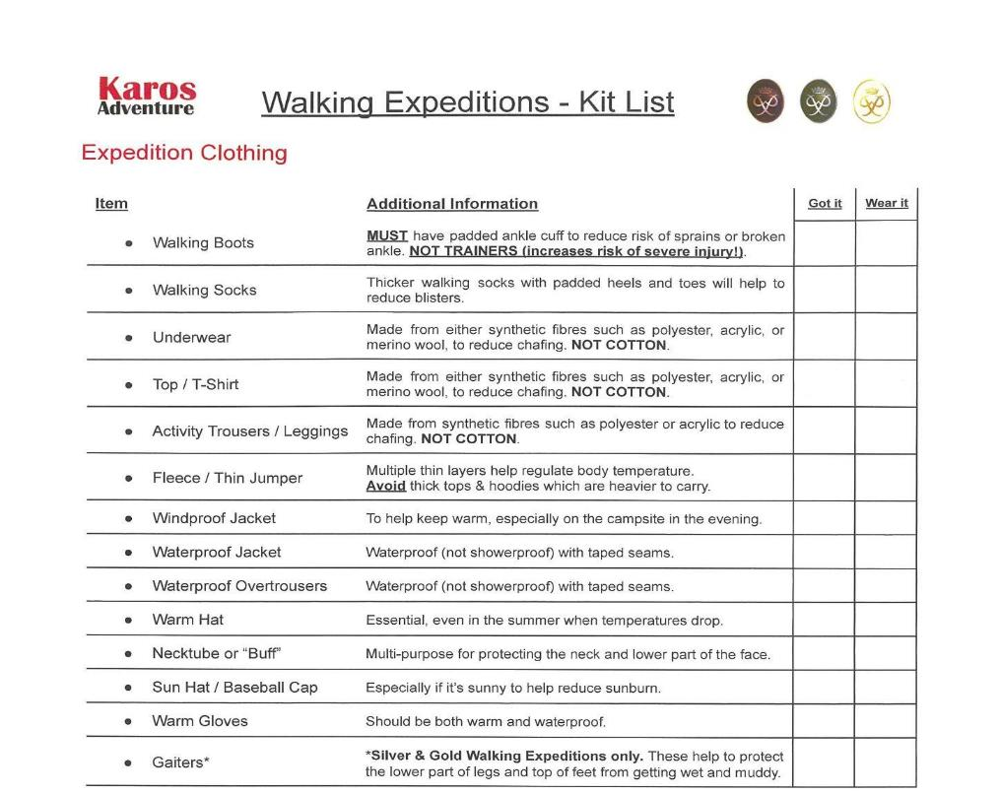 Karos
Adventure
Walking Expeditions - Kit List
Expedition Clothing
Item Additional Information Got it Wear it
• Walking Boots MUST have padded ankle cuff to reduce risk of sprains or broken
ankle. NOT TRAINERS (increases risk of severe injury!).
• Walking Socks Thicker walking socks with padded heels and toes will help to
reduce blisters.
• Underwear Made from either synthetic fibres such as polyester, acrylic, or
merino wool, to reduce chafing. NOT COTTON.
• Top / T-Shirt Made from either synthetic fibres such as polyester, acrylic, or
merino wool, to reduce chafing. NOT COTTON.
• Activity Trousers / Leggings Made from synthetic fibres such as polyester or acrylic to reduce
chafing. NOT COTTON.
• Fleece / Thin Jumper Multiple thin layers help regulate body temperature.
Avoid thick tops & hoodies which are heavier to carry.
• Windproof Jacket To help keep warm, especially on the campsite in the evening.
• Waterproof Jacket Waterproof (not showerproof) with taped seams.
• Waterproof Overtrousers Waterproof (not showerproof) with taped seams.
• Warm Hat Essential, even in the summer when temperatures drop.
• Necktube or “Buff” Multi-purpose for protecting the neck and lower part of the face.
• Sun Hat / Baseball Cap Especially if it's sunny to help reduce sunburn.
• Warm Gloves Should be both warm and waterproof.
• Gaiters* *Silver & Gold Walking Expeditions only. These help to protect
the lower part of legs and top of feet from getting wet and muddy.